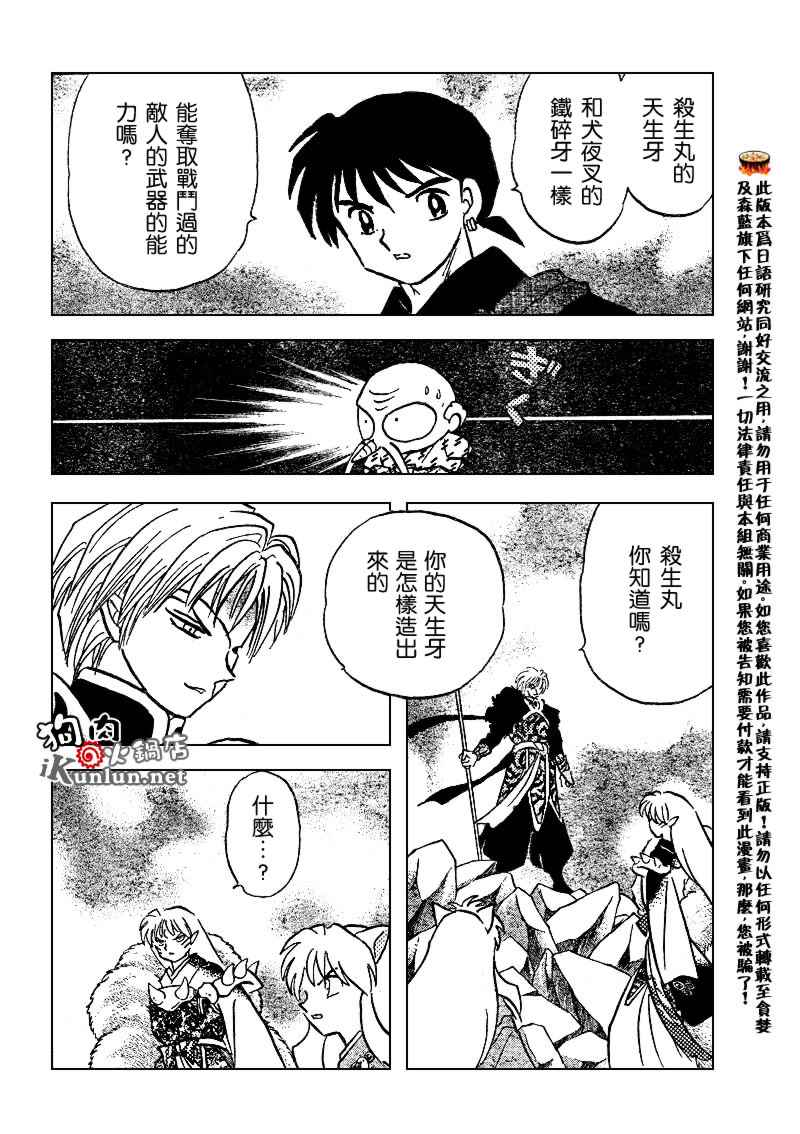 殺生丸的
天生牙
和犬夜叉的
鐵碎牙一樣
能奪取戰鬥過的
敵人的武器的能
力嗎？
ぎくっ
殺生丸
你知道嗎？
你的天生牙
是怎樣造出
來的
什麼…？
狗肉
火鍋店
iKunlun.net
此版本爲日語研究同好交流之用，請勿用于任何商業用途。如您喜歡此作品，請支持正版！請勿以任何形式轉載至貪婪
及森藍旗下任何網站，謝謝！一切法律責任與本組無關。如果您被告知需要付款才能看到此漫畫，那麼，您被騙了！